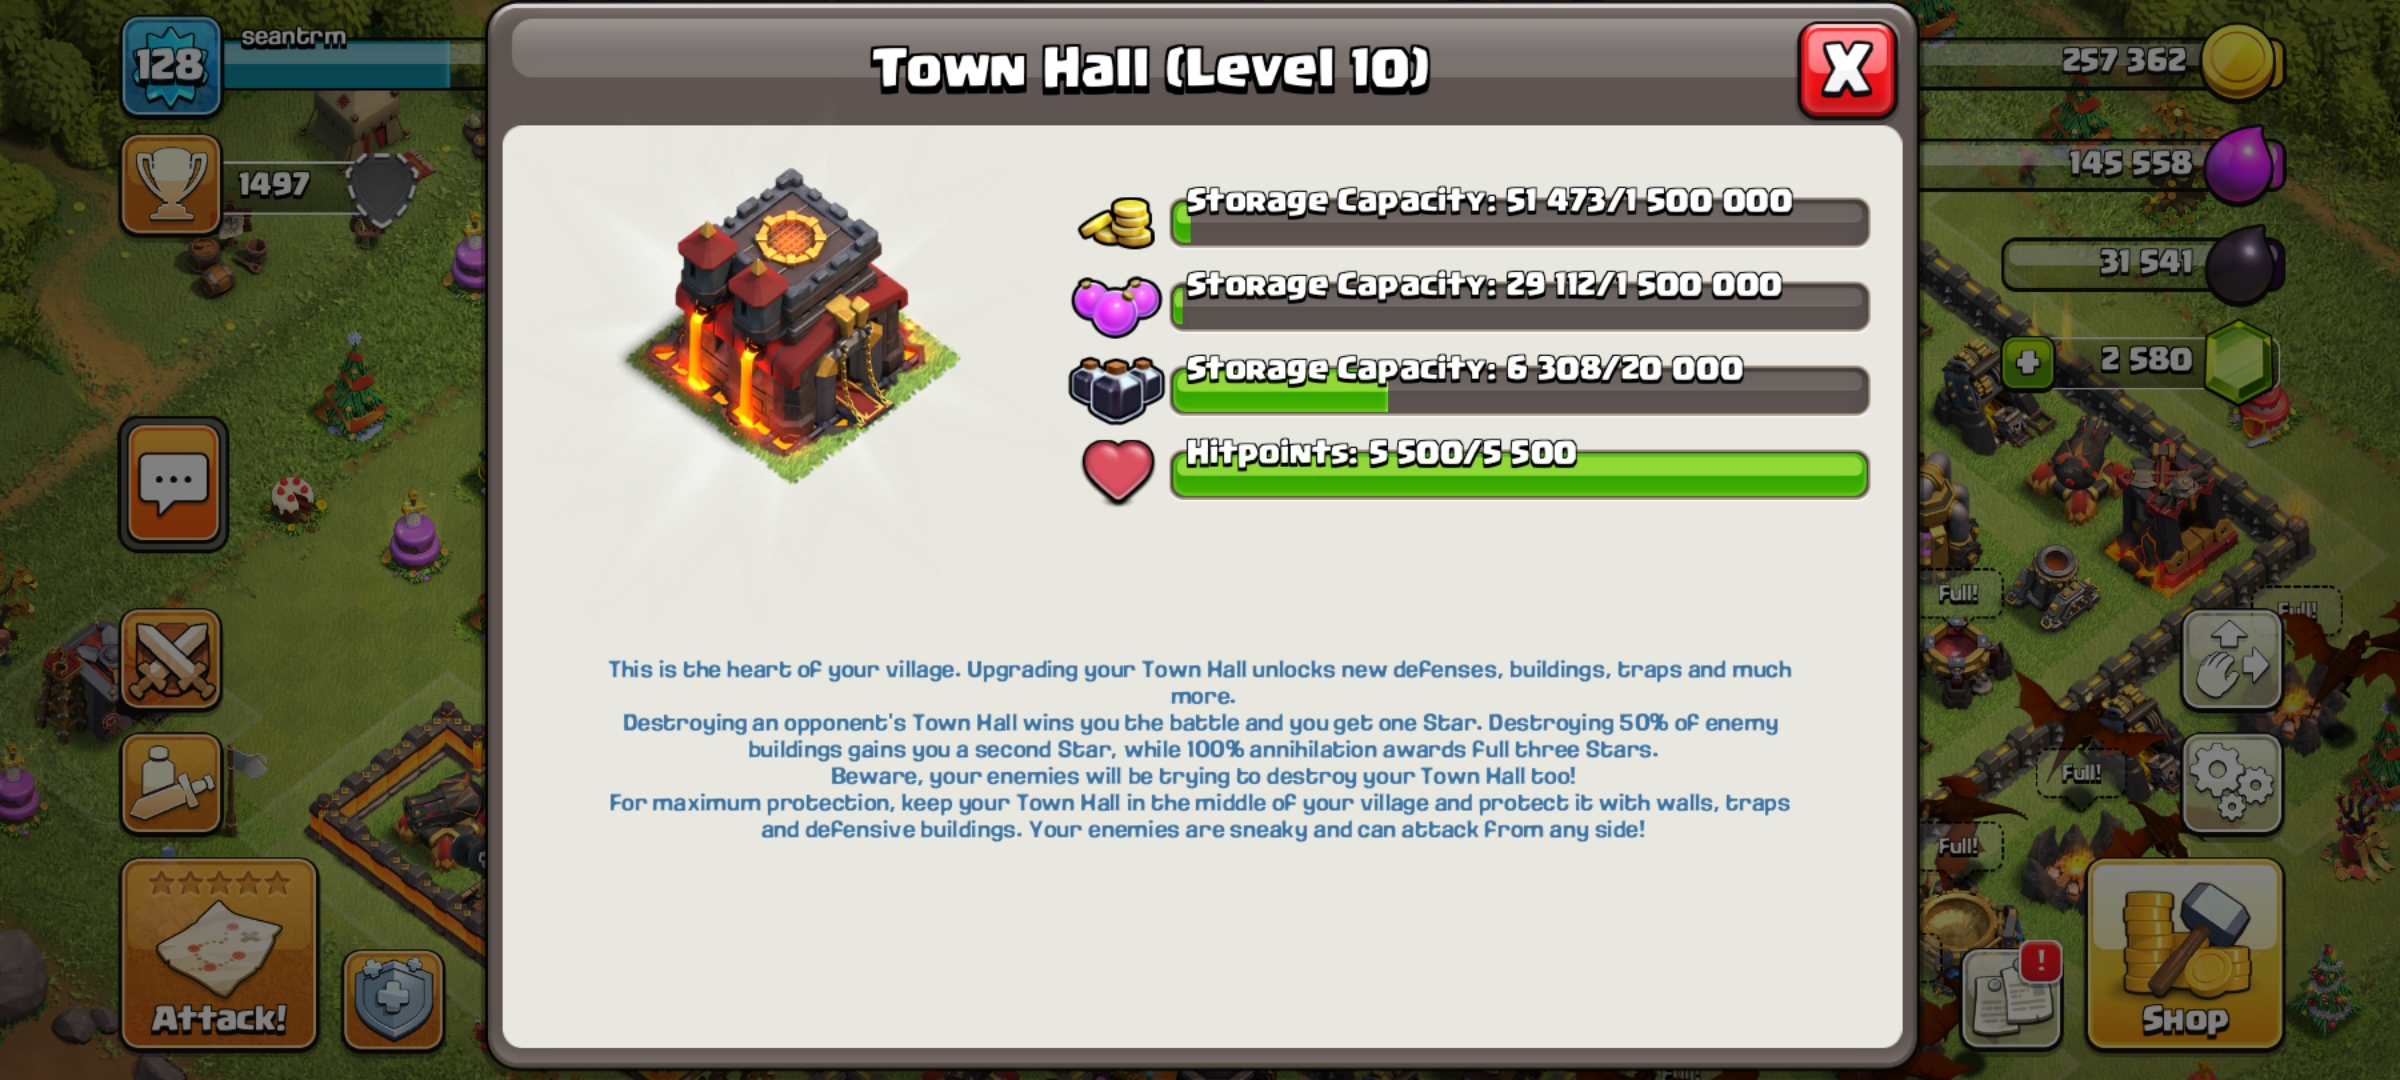 seantrm
128
Town Hall (Level 10)
X
257 362
1497
145 558
31 541
2 580
Storage Capacity: 51 473/1 500 000
Storage Capacity: 29 112/1 500 000
Storage Capacity: 6 308/20 000
Hitpoints: 5 500/5 500
This is the heart of your village. Upgrading your Town Hall unlocks new defenses, buildings, traps and much
more.
Destroying an opponent's Town Hall wins you the battle and you get one Star. Destroying 50% of enemy
buildings gains you a second Star, while 100% annihilation awards full three Stars.
Beware, your enemies will be trying to destroy your Town Hall too!
For maximum protection, keep your Town Hall in the middle of your village and protect it with walls, traps
and defensive buildings. Your enemies are sneaky and can attack from any side!
Full!
Full!
Full!
Full!
!
Attack!
Shop
Full!